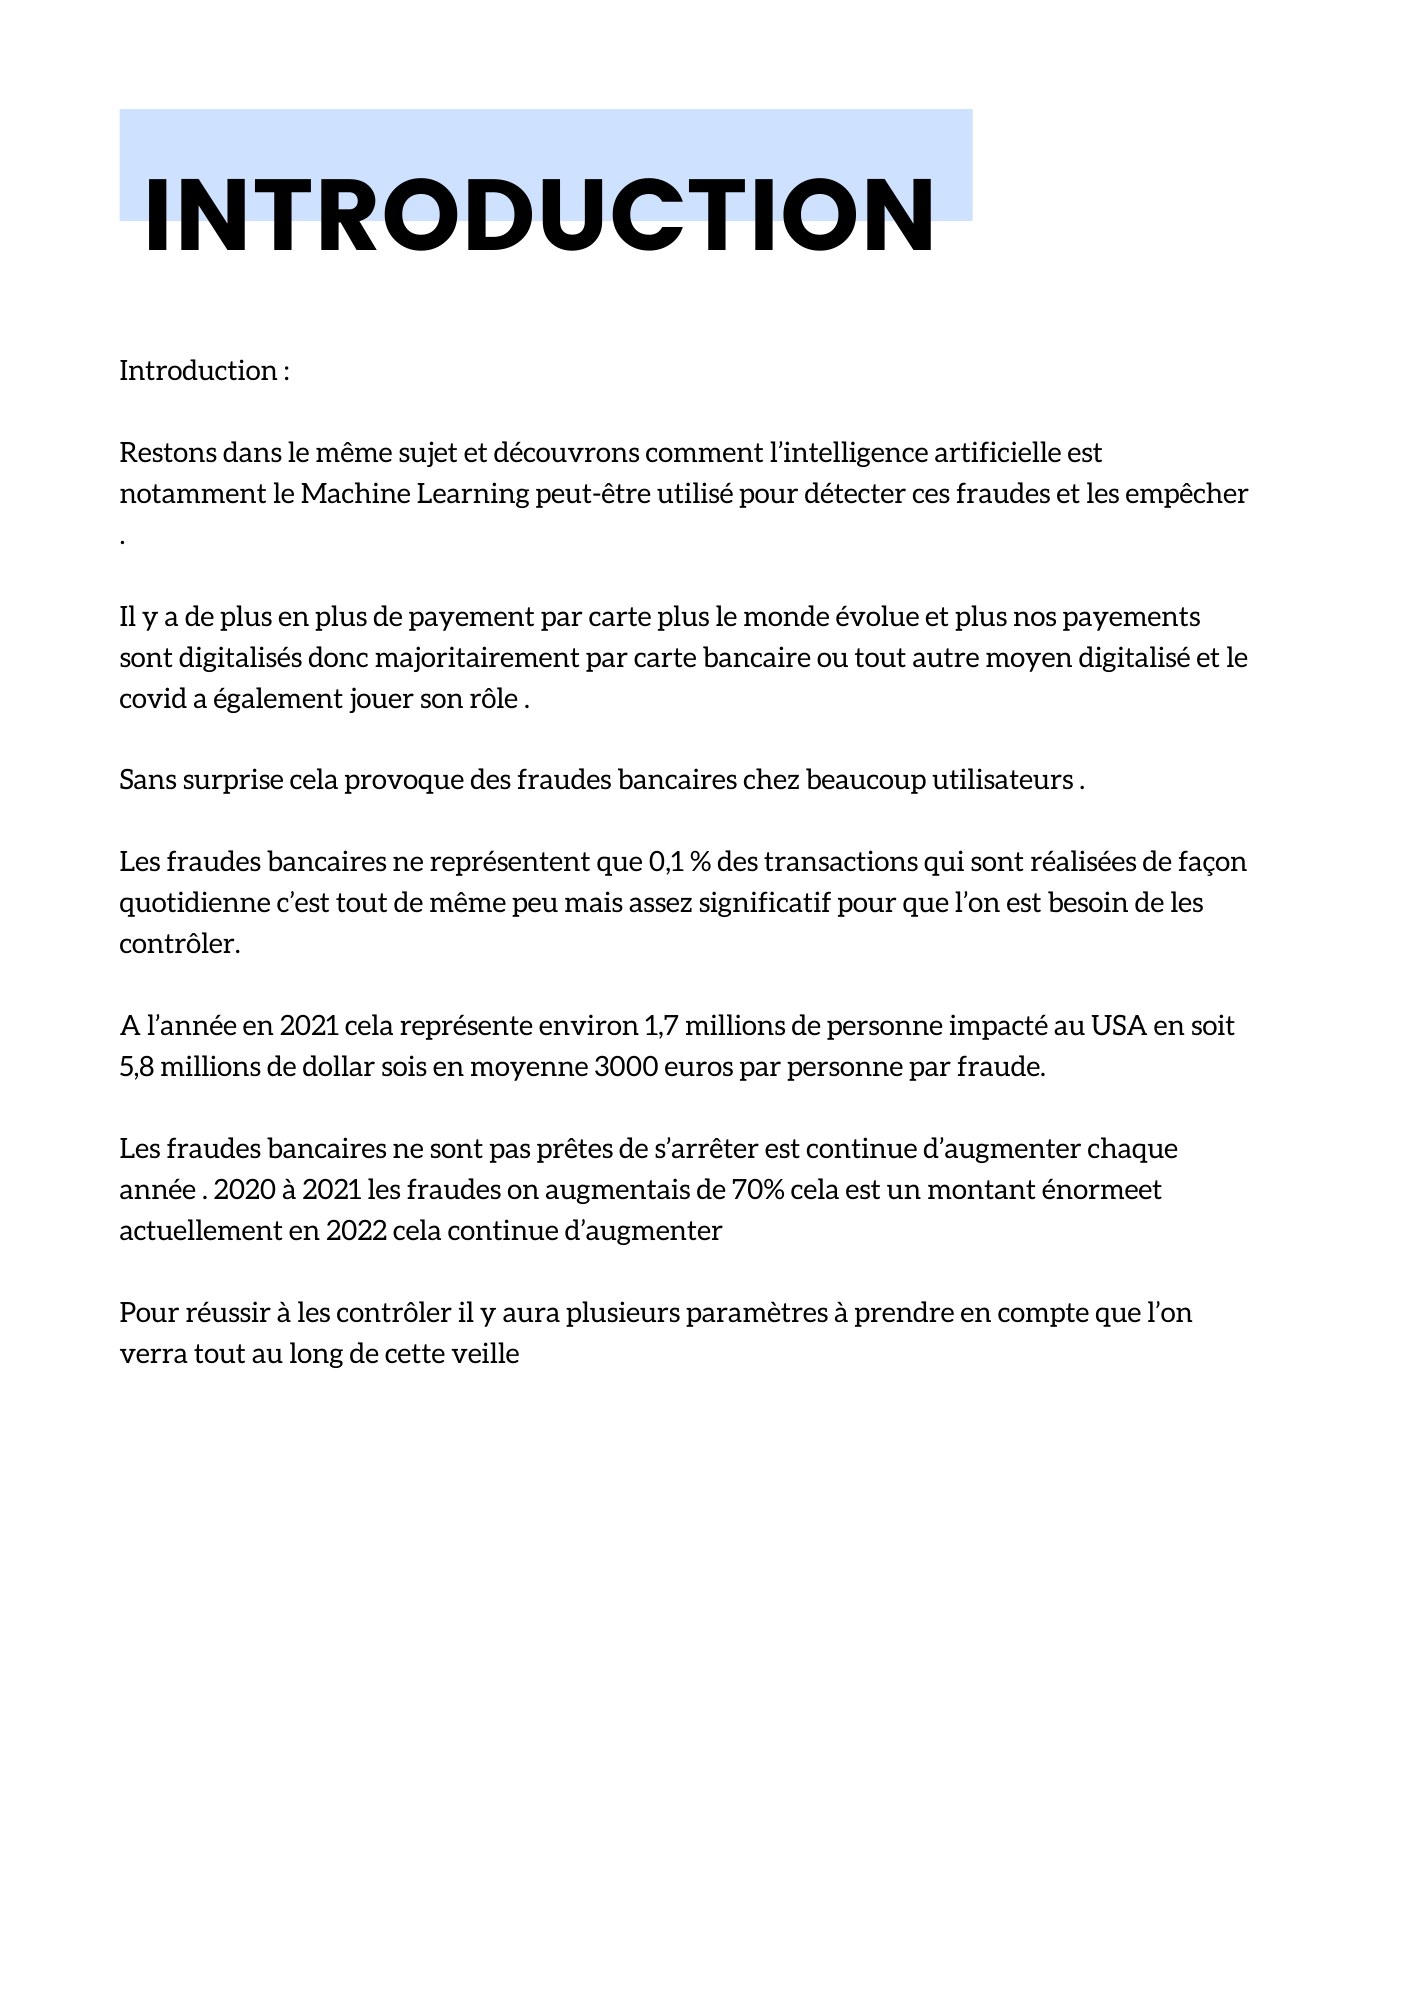 INTRODUCTION
Introduction :
Restons dans le même sujet et découvrons comment l’intelligence artificielle est
notamment le Machine Learning peut-être utilisé pour détecter ces fraudes et les empêcher
.
Il y a de plus en plus de payement par carte plus le monde évolue et plus nos payements
sont digitalisés donc majoritairement par carte bancaire ou tout autre moyen digitalisé et le
covid a également jouer son rôle .
Sans surprise cela provoque des fraudes bancaires chez beaucoup utilisateurs .
Les fraudes bancaires ne représentent que 0,1 % des transactions qui sont réalisées de façon
quotidienne c’est tout de même peu mais assez significatif pour que l’on est besoin de les
contrôler.
A l’année en 2021 cela représente environ 1,7 millions de personne impacté au USA en soit
5,8 millions de dollar sois en moyenne 3000 euros par personne par fraude.
Les fraudes bancaires ne sont pas prêtes de s’arrêter est continue d’augmenter chaque
année . 2020 à 2021 les fraudes on augmentais de 70% cela est un montant énormeet
actuellement en 2022 cela continue d’augmenter
Pour réussir à les contrôler il y aura plusieurs paramètres à prendre en compte que l’on
verra tout au long de cette veille